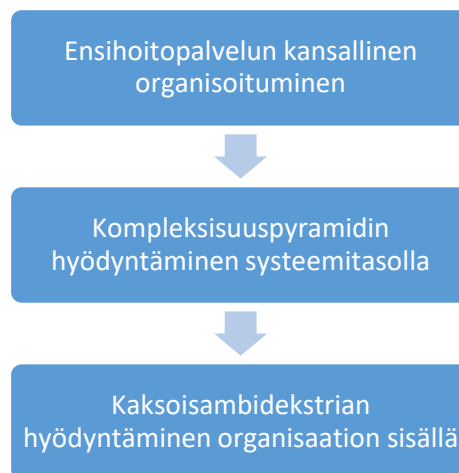 Ensihoitopalvelun kansallinen
organisoituminen
Kompleksisuuspyramidin
hyödyntäminen systeemitasolla
Kaksoisambidekstrian
hyödyntäminen organisaation sisällä